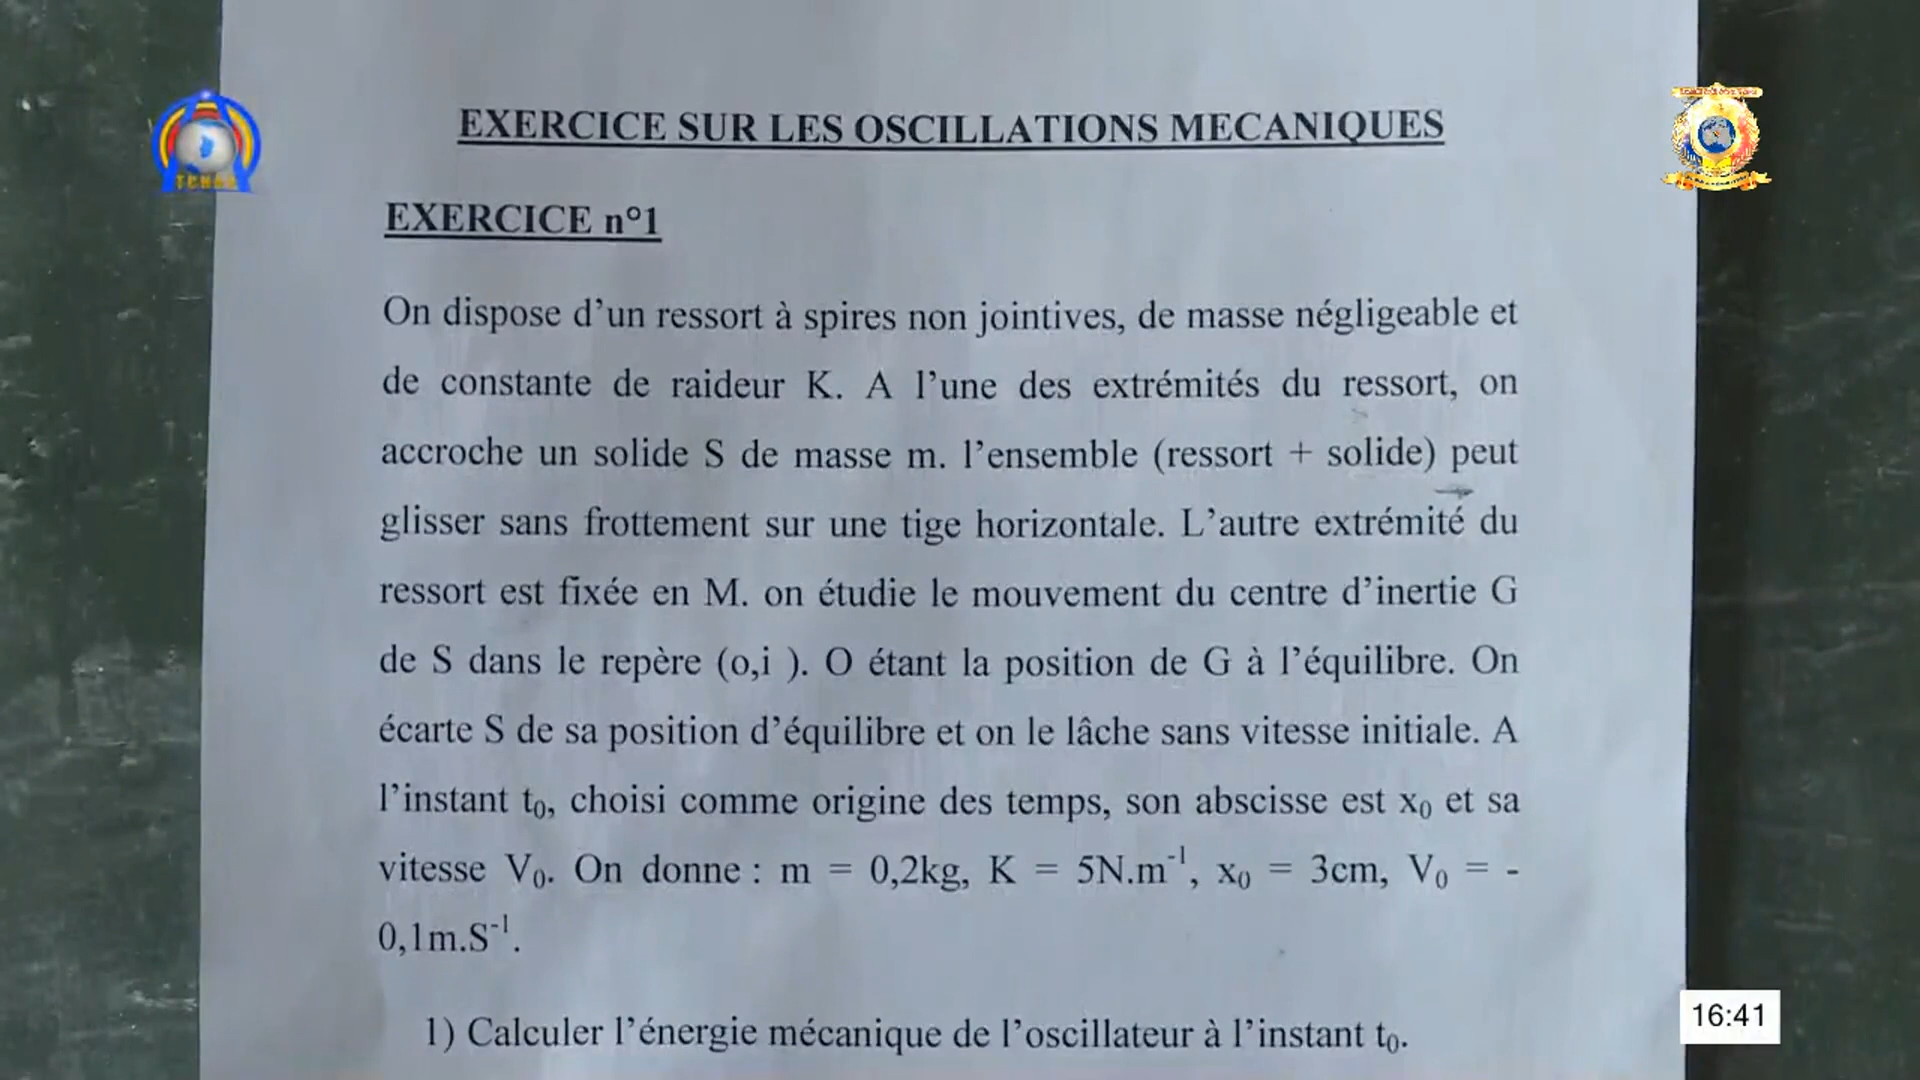 EXERCICE SUR LES OSCILLATIONS MECANIQUES
TCHAD
EXERCICE n°1
On dispose d’un ressort à spires non jointives, de masse négligeable et
de constante de raideur K. A l’une des extrémités du ressort, on
accroche un solide S de masse m. l’ensemble (ressort + solide) peut
glisser sans frottement sur une tige horizontale. L’autre extrémité du
ressort est fixée en M. on étudie le mouvement du centre d’inertie G
de S dans le repère (o,i ). O étant la position de G à l’équilibre. On
écarte S de sa position d’équilibre et on le lâche sans vitesse initiale. A
l’instant t₀, choisi comme origine des temps, son abscisse est x₀ et sa
vitesse V₀. On donne : m = 0,2kg, K = 5N.m⁻¹, x₀ = 3cm, V₀ = -
0,1m.S⁻¹.
1) Calculer l’énergie mécanique de l’oscillateur à l’instant t₀.
16:41